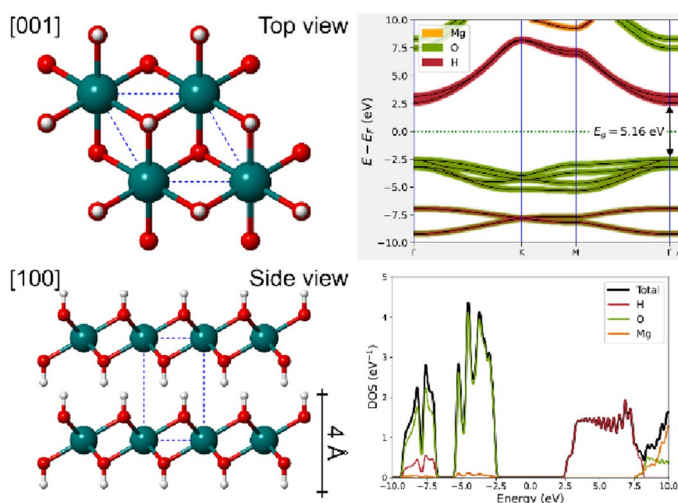 [001]
Top view
Mg
O
H
E_g = 5.16 eV
E − E_F (eV)
10.0
7.5
5.0
2.5
0.0
−2.5
−5.0
−7.5
−10.0
Γ
K
M
Γ
[100]
Side view
4 Å
Total
H
O
Mg
DOS (eV⁻¹)
5
4
3
2
1
0
−10.0
−7.5
−5.0
−2.5
0.0
2.5
5.0
7.5
10.0
Energy (eV)